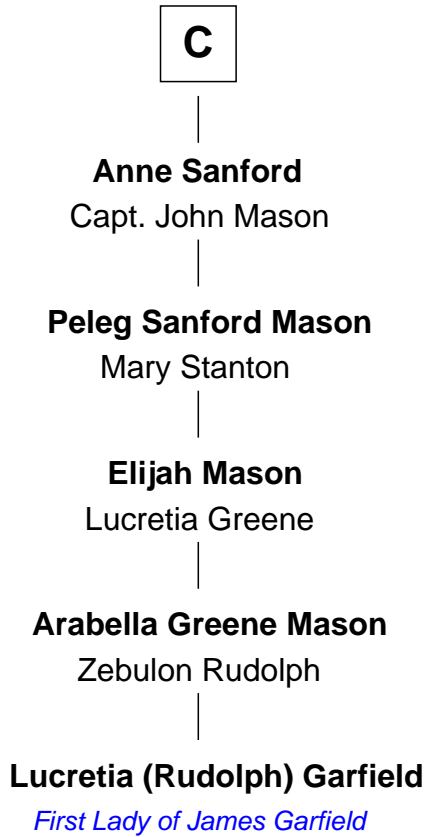 C
Anne Sanford
Capt. John Mason
Peleg Sanford Mason
Mary Stanton
Elijah Mason
Lucretia Greene
Arabella Greene Mason
Zebulon Rudolph
Lucretia (Rudolph) Garfield
First Lady of James Garfield